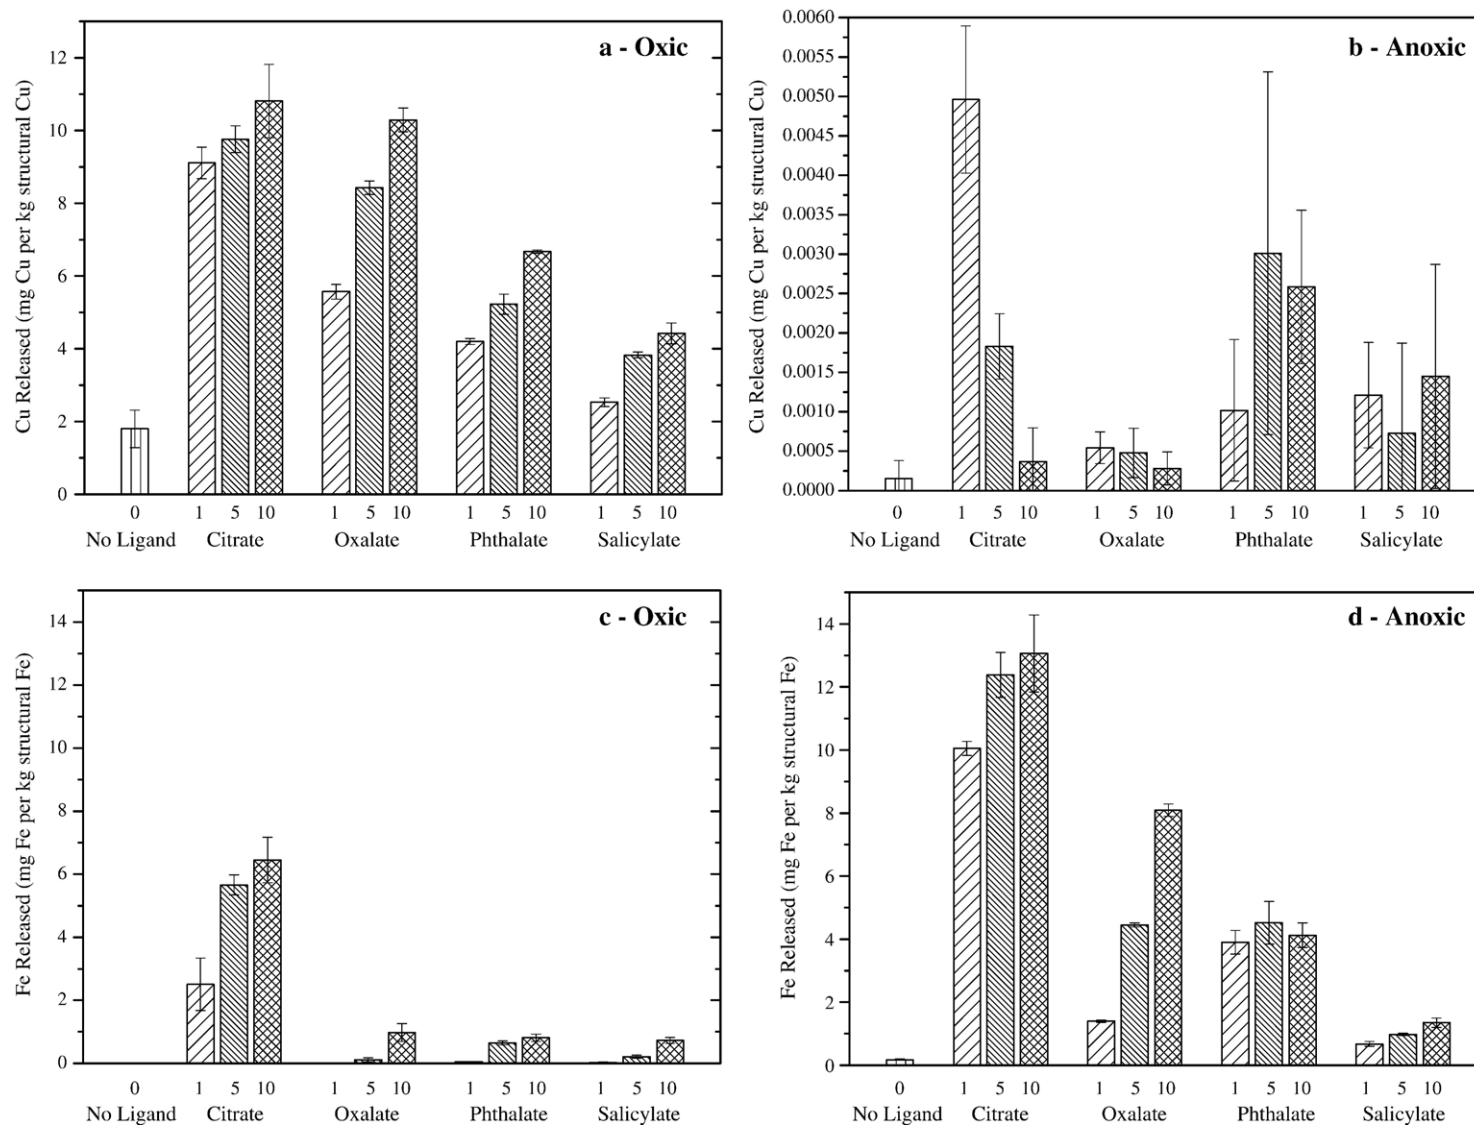 a - Oxic
Cu Released (mg Cu per kg structural Cu)
12
10
8
6
4
2
0
0 1 5 10 1 5 10 1 5 10 1 5 10
No Ligand Citrate Oxalate Phthalate Salicylate
b - Anoxic
Cu Released (mg Cu per kg structural Cu)
0.0060
0.0055
0.0050
0.0045
0.0040
0.0035
0.0030
0.0025
0.0020
0.0015
0.0010
0.0005
0.0000
0 1 5 10 1 5 10 1 5 10 1 5 10
No Ligand Citrate Oxalate Phthalate Salicylate
c - Oxic
Fe Released (mg Fe per kg structural Fe)
14
12
10
8
6
4
2
0
0 1 5 10 1 5 10 1 5 10 1 5 10
No Ligand Citrate Oxalate Phthalate Salicylate
d - Anoxic
Fe Released (mg Fe per kg structural Fe)
14
12
10
8
6
4
2
0
0 1 5 10 1 5 10 1 5 10 1 5 10
No Ligand Citrate Oxalate Phthalate Salicylate